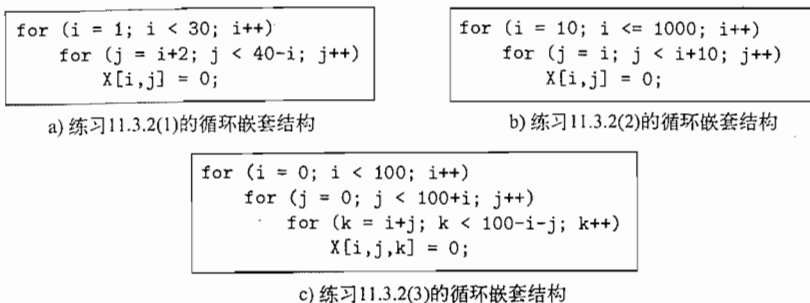 for (i = 1; i < 30; i++)
for (j = i+2; j < 40-i; j++)
X[i,j] = 0;
a) 练习11.3.2(1)的循环嵌套结构
for (i = 10; i <= 1000; i++)
for (j = i; j < i+10; j++)
X[i,j] = 0;
b) 练习11.3.2(2)的循环嵌套结构
for (i = 0; i < 100; i++)
for (j = 0; j < 100+i; j++)
for (k = i+j; k < 100-i-j; k++)
X[i,j,k] = 0;
c) 练习11.3.2(3)的循环嵌套结构